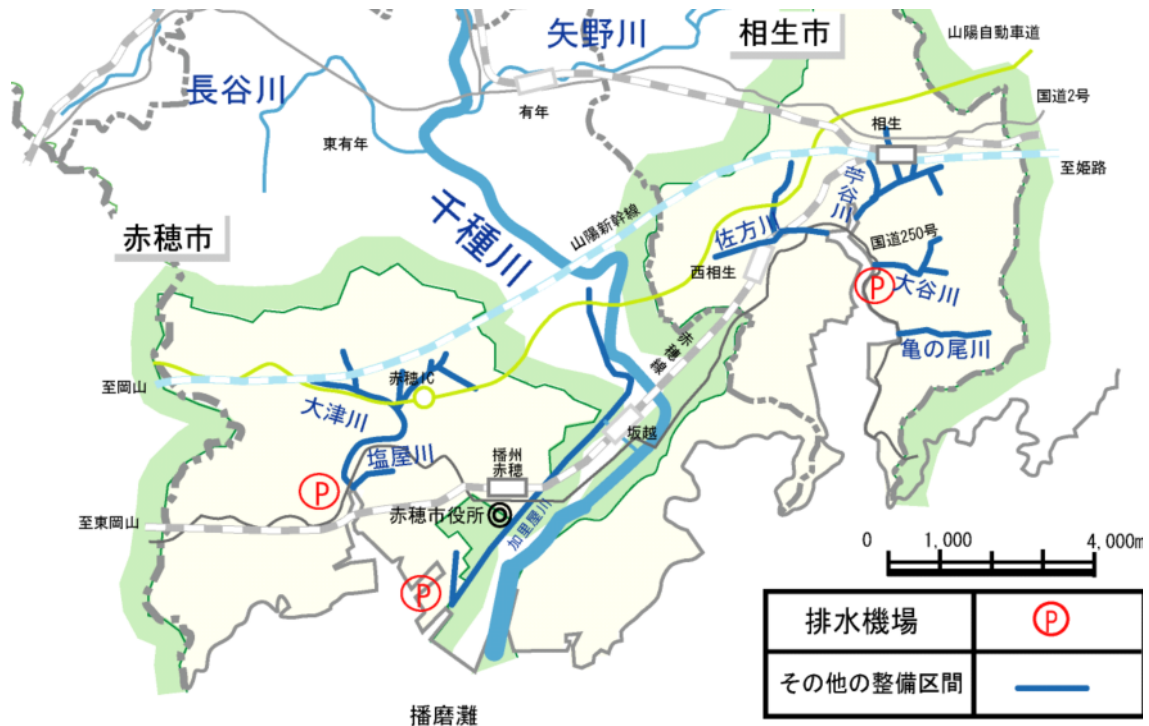 矢野川
相生市
山陽自動車道
長谷川
国道2号
有年
東有年
相生
至姫路
苧谷川
千種川
赤穂市
山陽新幹線
佐方川
国道250号
西相生
大谷川
P
亀の尾川
赤穂線
至岡山
赤穂IC
大津川
坂越
塩屋川
播州
赤穂
P
赤穂市役所
至東岡山
加里屋川
0 1,000 4,000m
P
排水機場 P
その他の整備区間
播磨灘